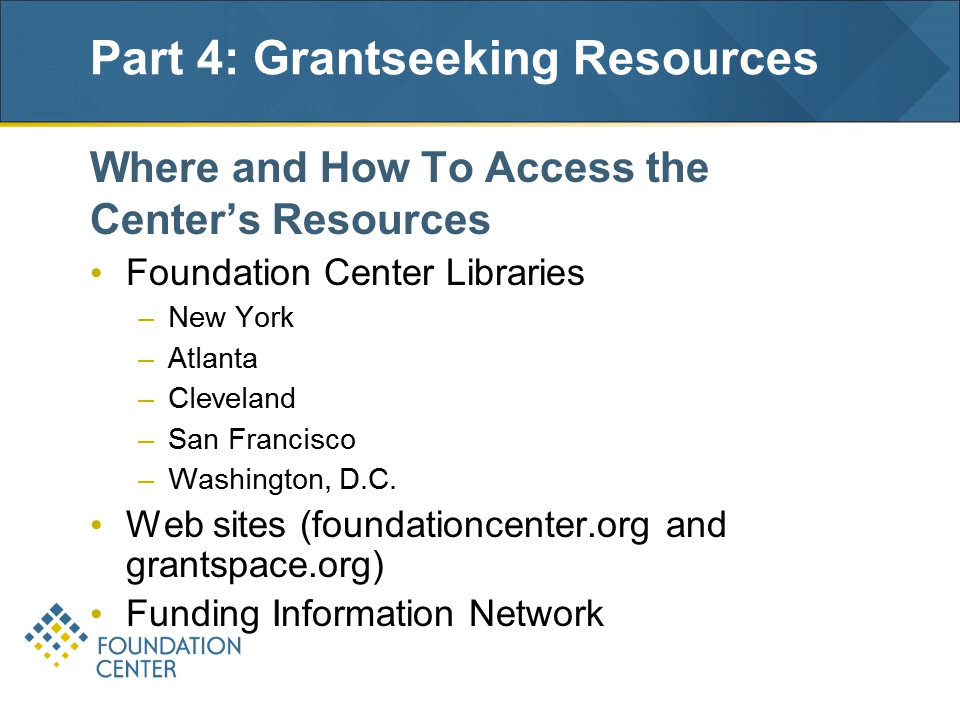 Part 4: Grantseeking Resources
Where and How To Access the
Center’s Resources
• Foundation Center Libraries
– New York
– Atlanta
– Cleveland
– San Francisco
– Washington, D.C.
• Web sites (foundationcenter.org and
grantspace.org)
• Funding Information Network
FOUNDATION
CENTER